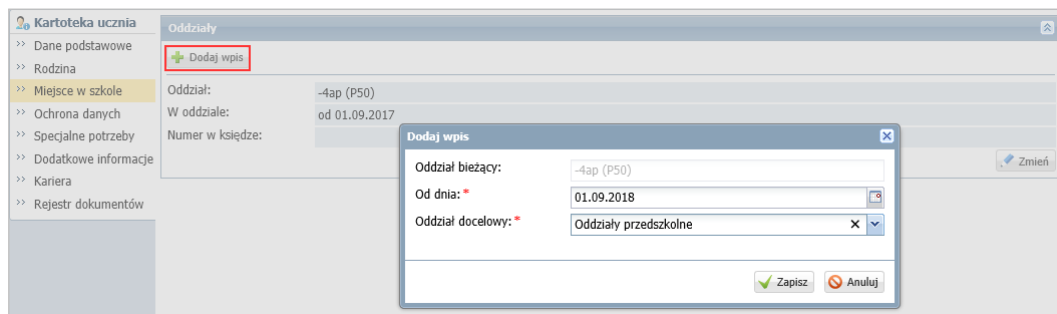 Kartoteka ucznia
>> Dane podstawowe
>> Rodzina
>> Miejsce w szkole
>> Ochrona danych
>> Specjalne potrzeby
>> Dodatkowe informacje
>> Kariera
>> Rejestr dokumentów
Oddziały
Dodaj wpis
Oddział: -4ap (P50)
W oddziale: od 01.09.2017
Numer w księdze:
Zmień
Dodaj wpis
Oddział bieżący: -4ap (P50)
Od dnia: * 01.09.2018
Oddział docelowy: * Oddziały przedszkolne
Zapisz Anuluj